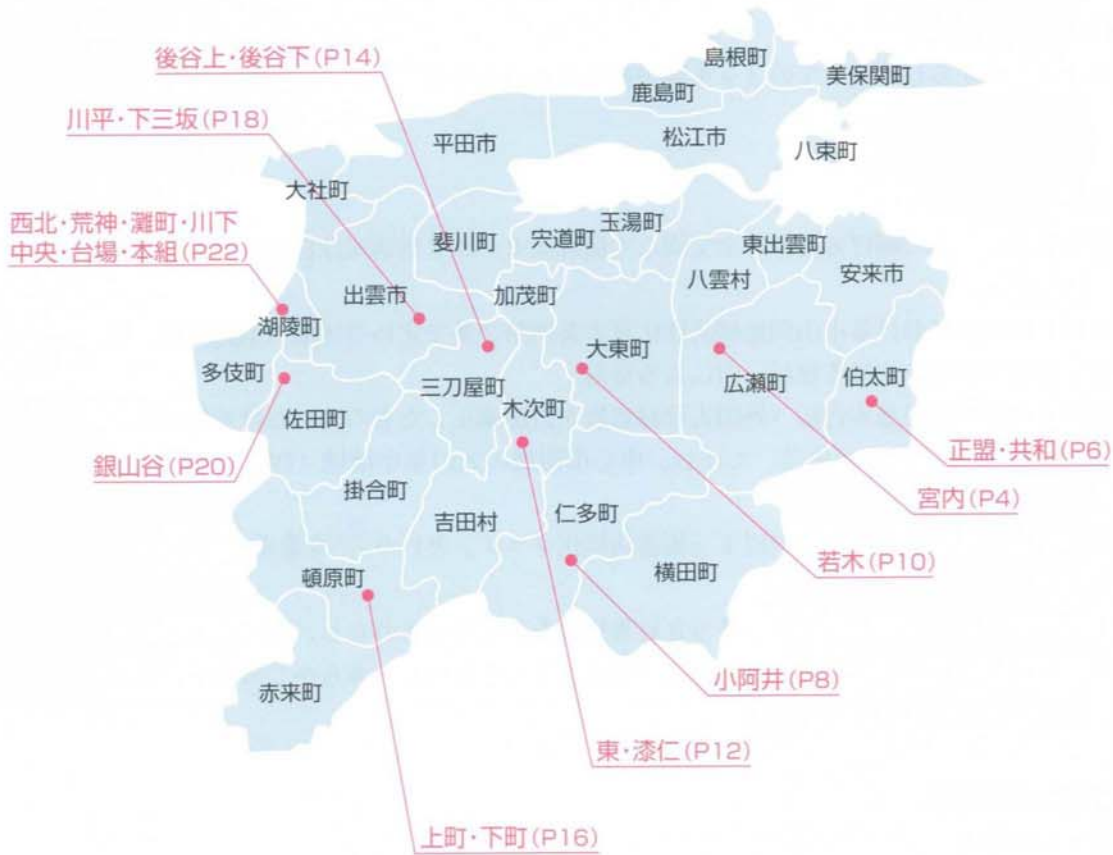 島根町
後谷上・後谷下(P14)
美保関町
鹿島町
川平・下三坂(P18)
松江市
平田市
八束町
大社町
西北・荒神・灘町・川下
中央・台場・本組(P22)
玉湯町
斐川町
宍道町
東出雲町
安来市
八雲村
出雲市
加茂町
湖陵町
大東町
多伎町
三刀屋町
広瀬町
伯太町
佐田町
木次町
正盟・共和(P6)
銀山谷(P20)
掛合町
宮内(P4)
吉田村
仁多町
若木(P10)
横田町
頓原町
小阿井(P8)
赤来町
東・漆仁(P12)
上町・下町(P16)